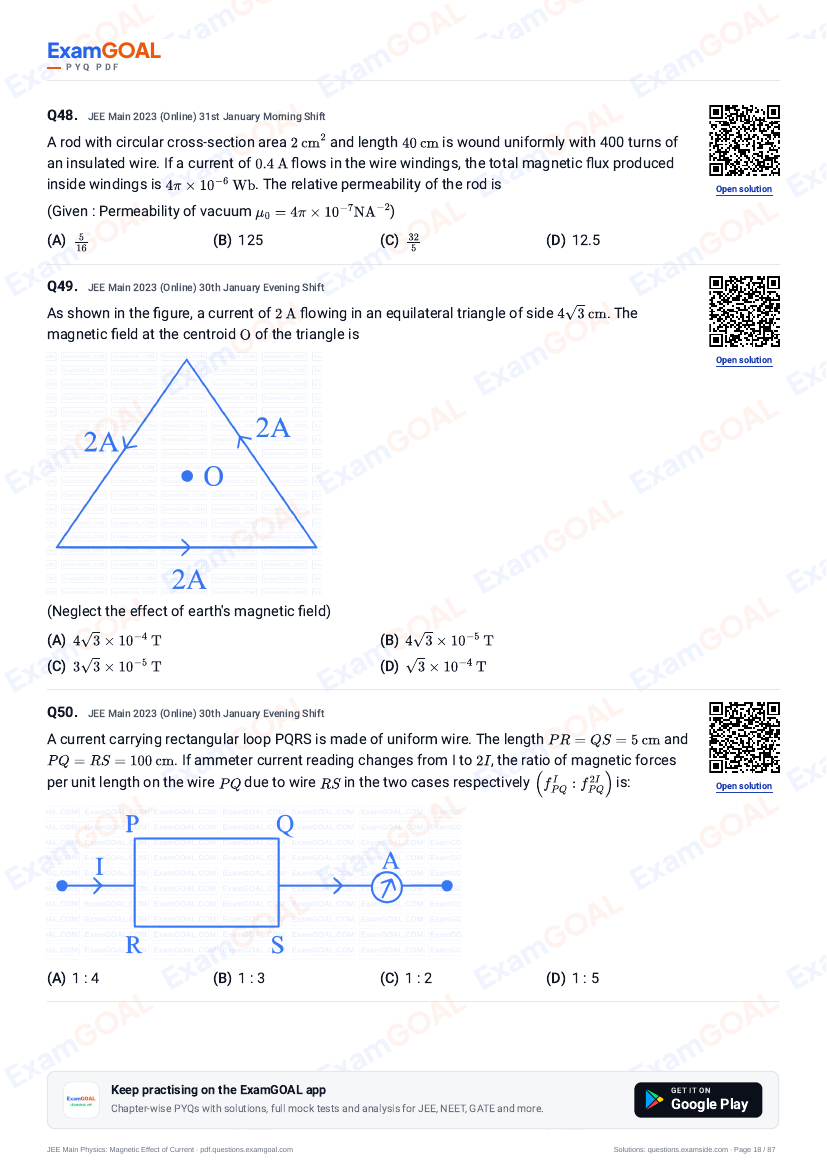 ExamGOAL
PYQ PDF
Q48. JEE Main 2023 (Online) 31st January Morning Shift
A rod with circular cross-section area 2 cm² and length 40 cm is wound uniformly with 400 turns of
an insulated wire. If a current of 0.4 A flows in the wire windings, the total magnetic flux produced
inside windings is 4π × 10⁻⁶ Wb. The relative permeability of the rod is
(Given : Permeability of vacuum μ₀ = 4π × 10⁻⁷NA⁻²)
(A) 5/16 (B) 125 (C) 32/5 (D) 12.5
Open solution
Q49. JEE Main 2023 (Online) 30th January Evening Shift
As shown in the figure, a current of 2 A flowing in an equilateral triangle of side 4√3 cm. The
magnetic field at the centroid O of the triangle is
Open solution
2A
2A
O
2A
(Neglect the effect of earth's magnetic field)
(A) 4√3 × 10⁻⁴ T (B) 4√3 × 10⁻⁵ T
(C) 3√3 × 10⁻⁵ T (D) √3 × 10⁻⁴ T
Q50. JEE Main 2023 (Online) 30th January Evening Shift
A current carrying rectangular loop PQRS is made of uniform wire. The length PR = QS = 5 cm and
PQ = RS = 100 cm. If ammeter current reading changes from I to 2I, the ratio of magnetic forces
per unit length on the wire PQ due to wire RS in the two cases respectively (f_PQ^I : f_PQ^2I) is:
Open solution
P Q
I A
R S
(A) 1 : 4 (B) 1 : 3 (C) 1 : 2 (D) 1 : 5
Keep practising on the ExamGOAL app
Chapter-wise PYQs with solutions, full mock tests and analysis for JEE, NEET, GATE and more.
GET IT ON
Google Play
JEE Main Physics: Magnetic Effect of Current · pdf.questions.examgoal.com
Solutions: questions.examside.com · Page 18 / 87